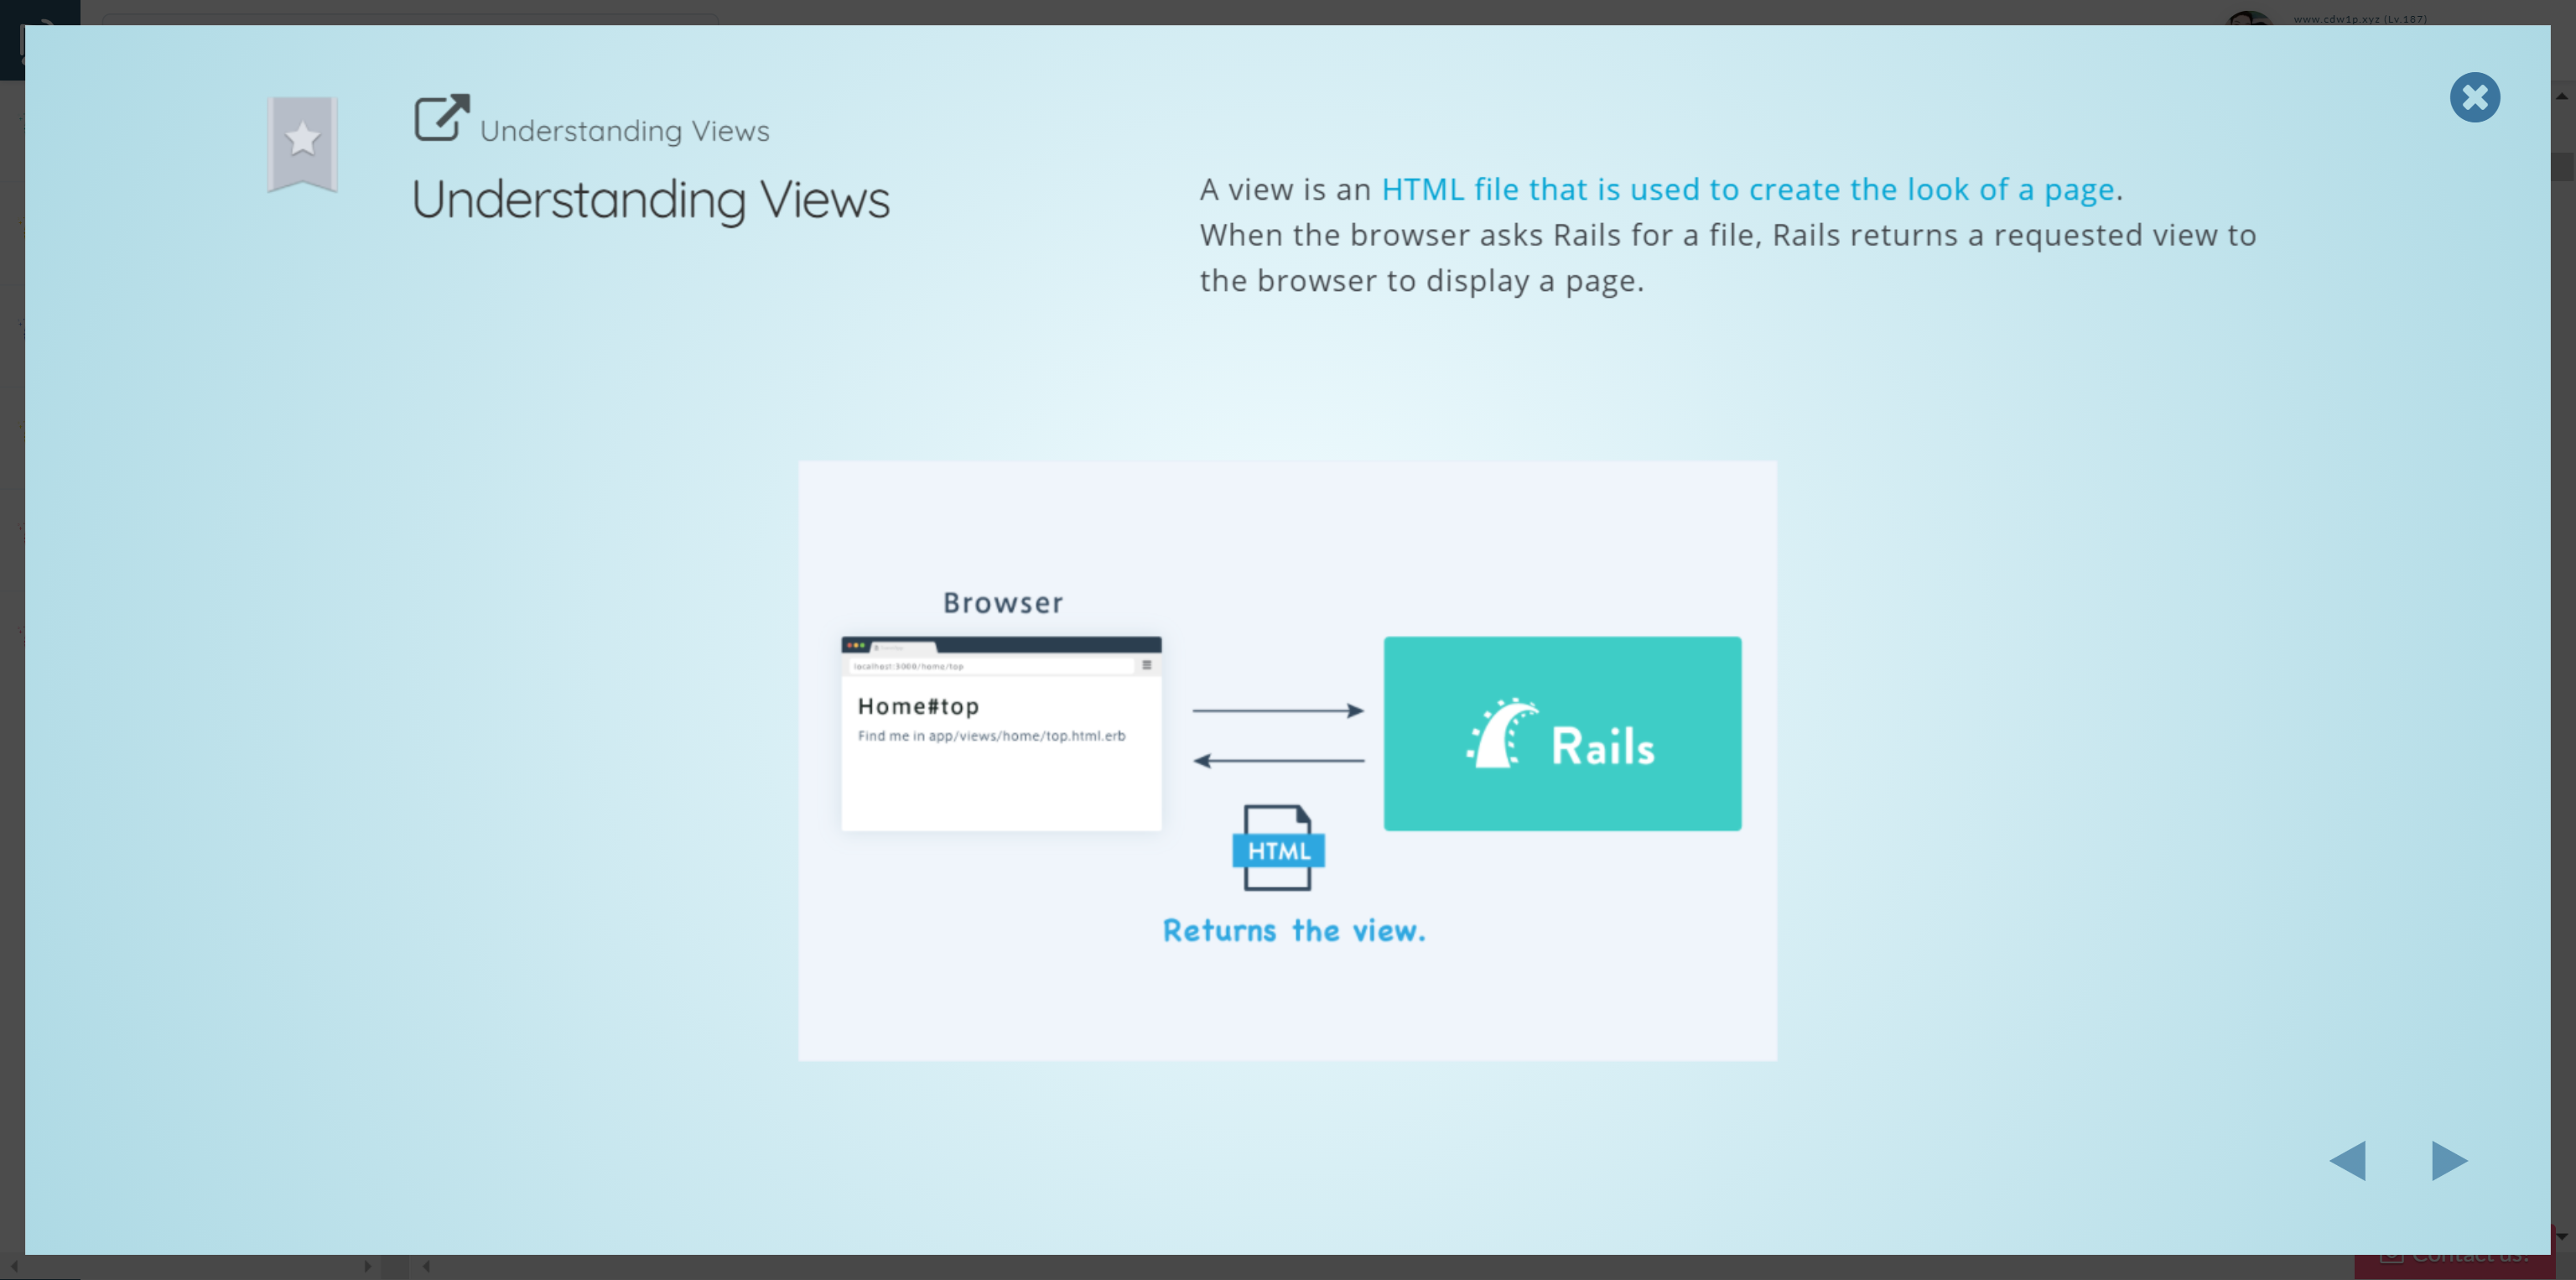 www.cdw1p.xyz (Lv.187)
Understanding Views
Understanding Views
A view is an HTML file that is used to create the look of a page.
When the browser asks Rails for a file, Rails returns a requested view to
the browser to display a page.
Browser
localhost:3000/home/top
Home#top
Find me in app/views/home/top.html.erb
Rails
HTML
Returns the view.
Contact us!